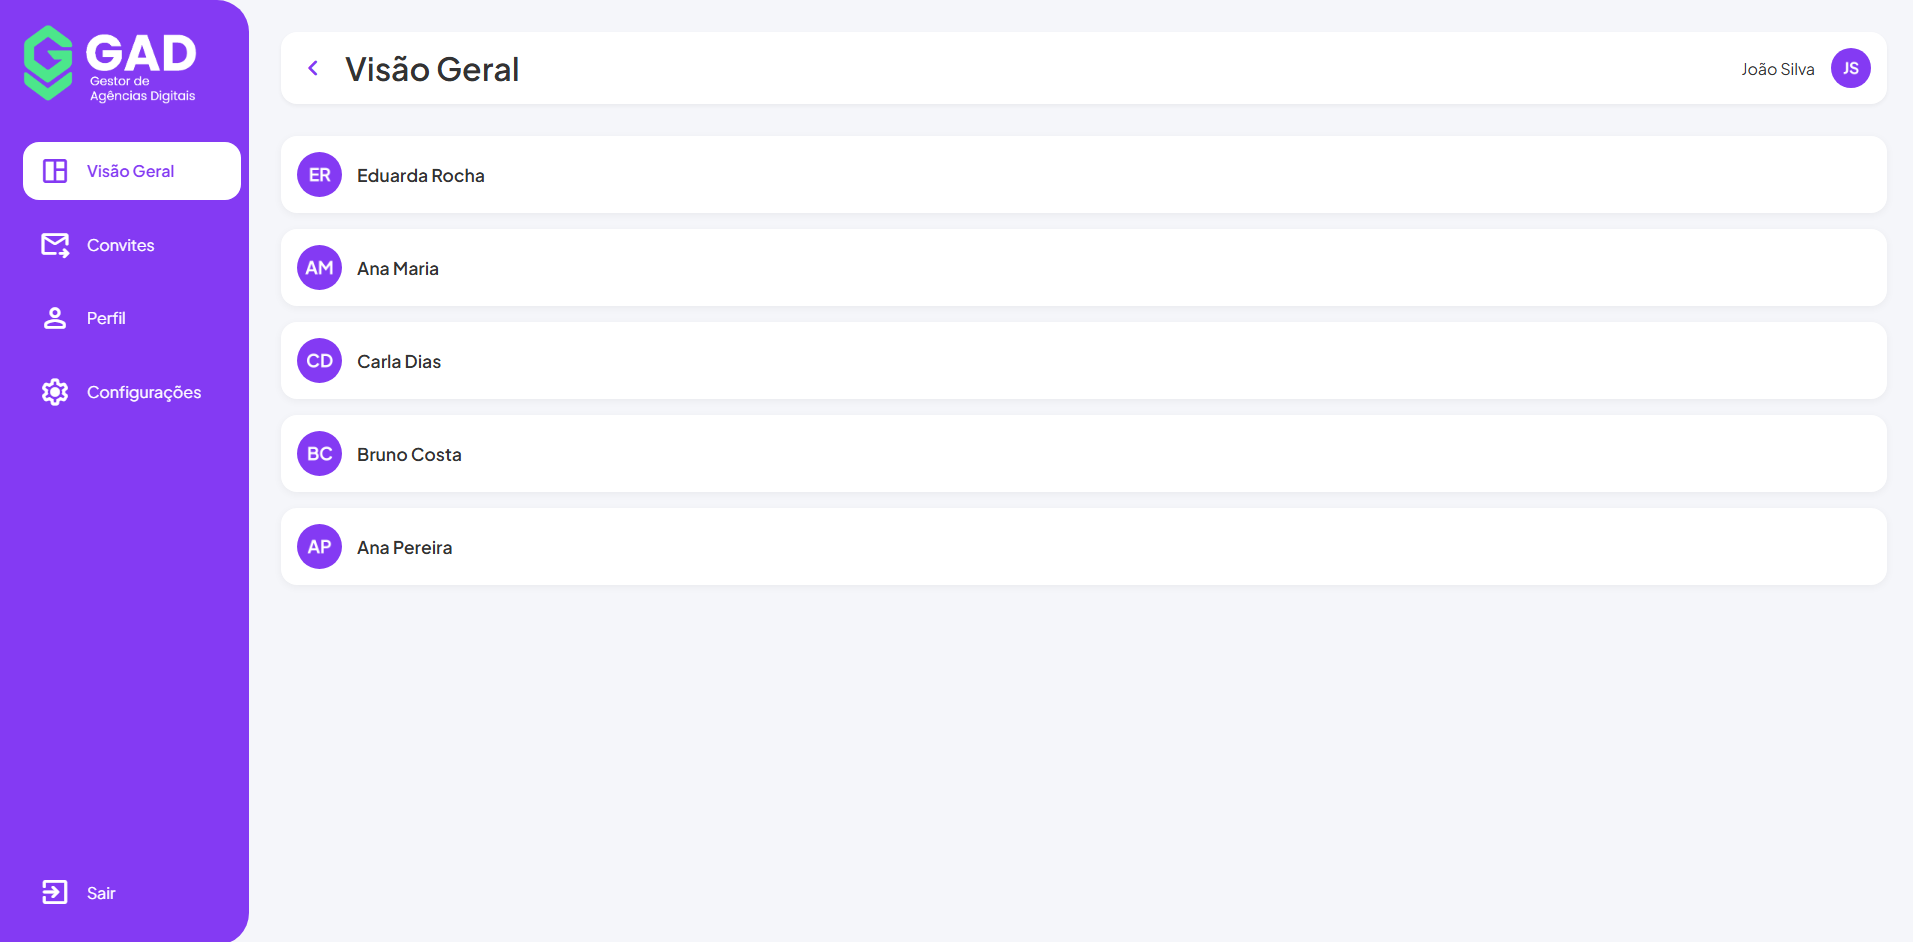 GAD
Gestor de
Agências Digitais
Visão Geral
Convites
Perfil
Configurações
Sair
Visão Geral
João Silva
JS
ER
Eduarda Rocha
AM
Ana Maria
CD
Carla Dias
BC
Bruno Costa
AP
Ana Pereira